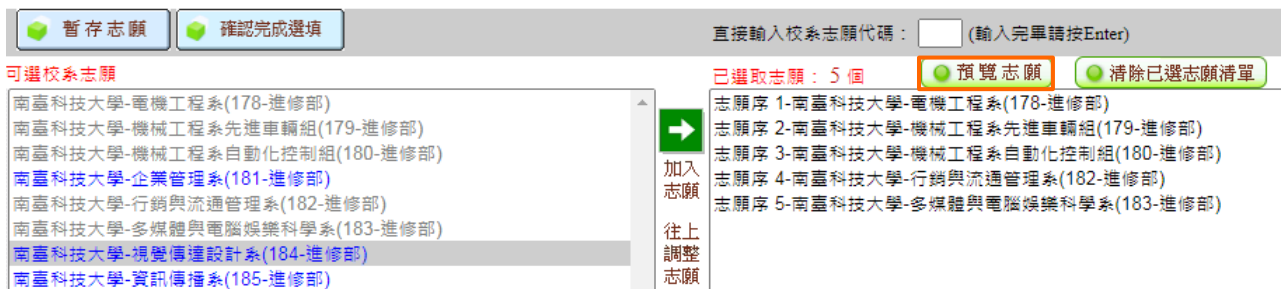 暫存志願
確認完成選填
直接輸入校系志願代碼：
(輸入完畢請按Enter)
可選校系志願
已選取志願： 5 個
預覽志願
清除已選志願清單
南臺科技大學-電機工程系(178-進修部)
南臺科技大學-機械工程系先進車輛組(179-進修部)
南臺科技大學-機械工程系自動化控制組(180-進修部)
南臺科技大學-企業管理系(181-進修部)
南臺科技大學-行銷與流通管理系(182-進修部)
南臺科技大學-多媒體與電腦娛樂科學系(183-進修部)
南臺科技大學-視覺傳達設計系(184-進修部)
南臺科技大學-資訊傳播系(185-進修部)
加入
志願
往上
調整
志願
志願序 1-南臺科技大學-電機工程系(178-進修部)
志願序 2-南臺科技大學-機械工程系先進車輛組(179-進修部)
志願序 3-南臺科技大學-機械工程系自動化控制組(180-進修部)
志願序 4-南臺科技大學-行銷與流通管理系(182-進修部)
志願序 5-南臺科技大學-多媒體與電腦娛樂科學系(183-進修部)